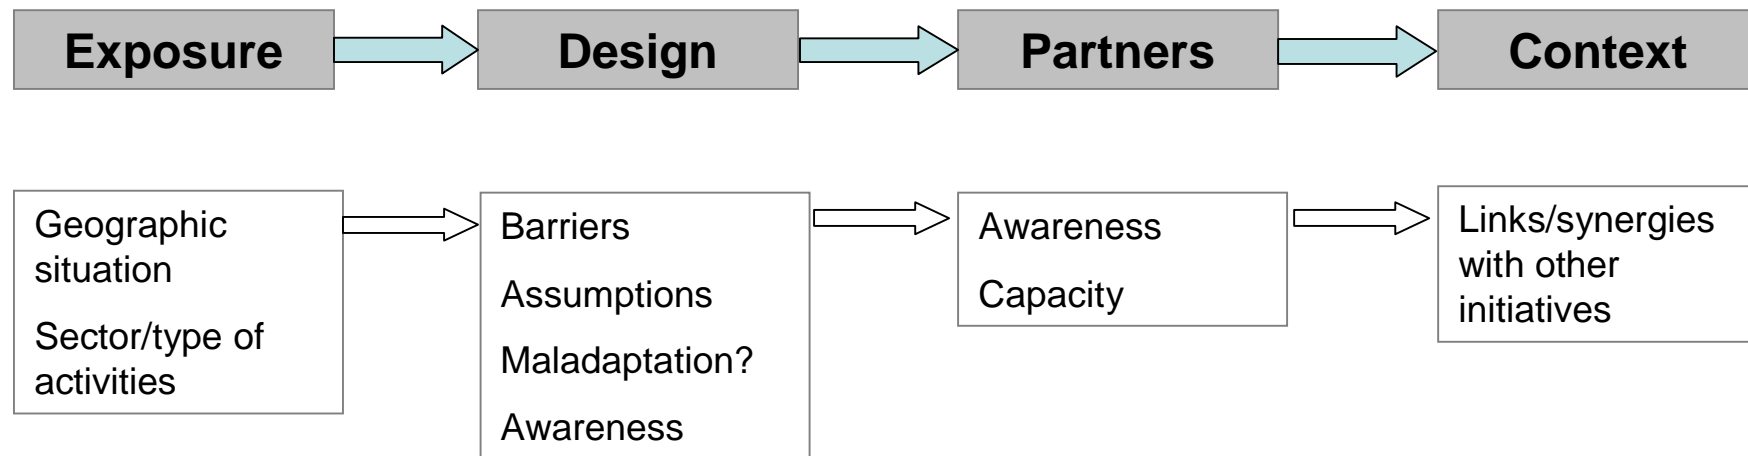 Exposure
Design
Partners
Context
Geographic
situation
Sector/type of
activities
Barriers
Assumptions
Maladaptation?
Awareness
Awareness
Capacity
Links/synergies
with other
initiatives